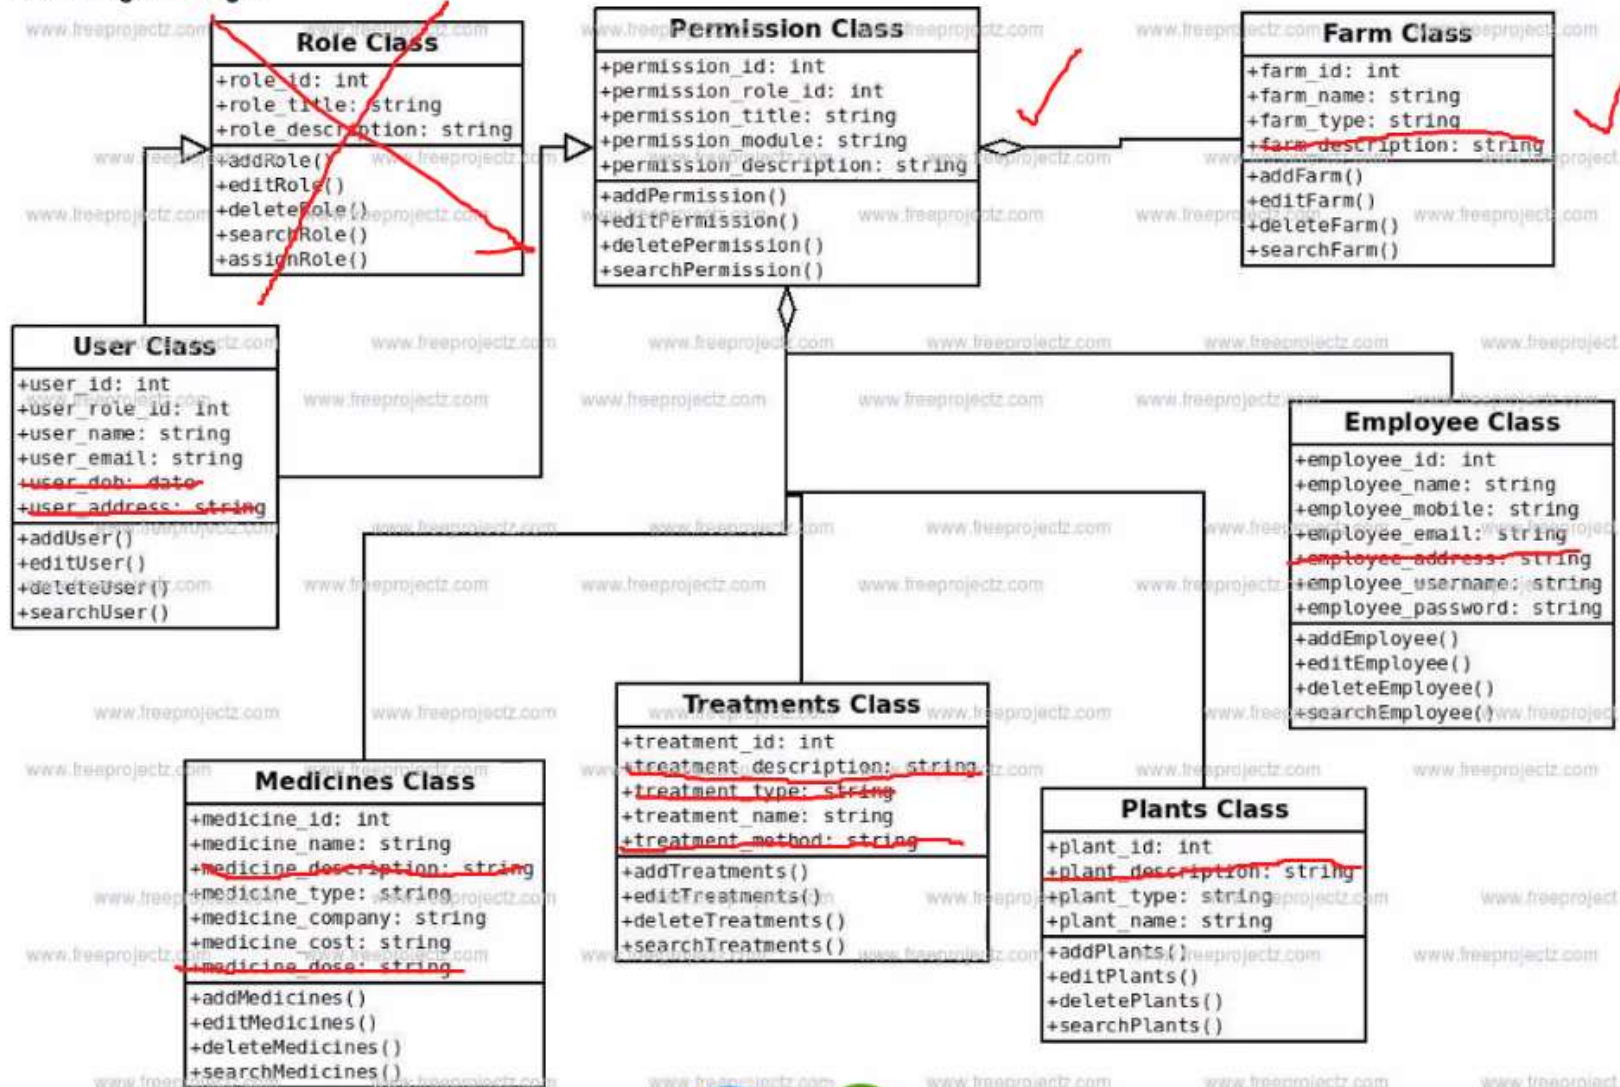 Role Class
+role_id: int
+role_title: string
+role_description: string
+addRole()
+editRole()
+deleteRole()
+searchRole()
+assignRole()
Permission Class
+permission_id: int
+permission_role_id: int
+permission_title: string
+permission_module: string
+permission_description: string
+addPermission()
+editPermission()
+deletePermission()
+searchPermission()
Farm Class
+farm_id: int
+farm_name: string
+farm_type: string
+farm_description: string
+addFarm()
+editFarm()
+deleteFarm()
+searchFarm()
User Class
+user_id: int
+user_role_id: int
+user_name: string
+user_email: string
+user_dob: date
+user_address: string
+addUser()
+editUser()
+deleteUser()
+searchUser()
Employee Class
+employee_id: int
+employee_name: string
+employee_mobile: string
+employee_email: string
+employee_address: string
+employee_username: string
+employee_password: string
+addEmployee()
+editEmployee()
+deleteEmployee()
+searchEmployee()
Medicines Class
+medicine_id: int
+medicine_name: string
+medicine_description: string
+medicine_type: string
+medicine_company: string
+medicine_cost: string
+medicine_dose: string
+addMedicines()
+editMedicines()
+deleteMedicines()
+searchMedicines()
Treatments Class
+treatment_id: int
+treatment_description: string
+treatment_type: string
+treatment_name: string
+treatment_method: string
+addTreatments()
+editTreatments()
+deleteTreatments()
+searchTreatments()
Plants Class
+plant_id: int
+plant_description: string
+plant_type: string
+plant_name: string
+addPlants()
+editPlants()
+deletePlants()
+searchPlants()
www.freeprojectz.com